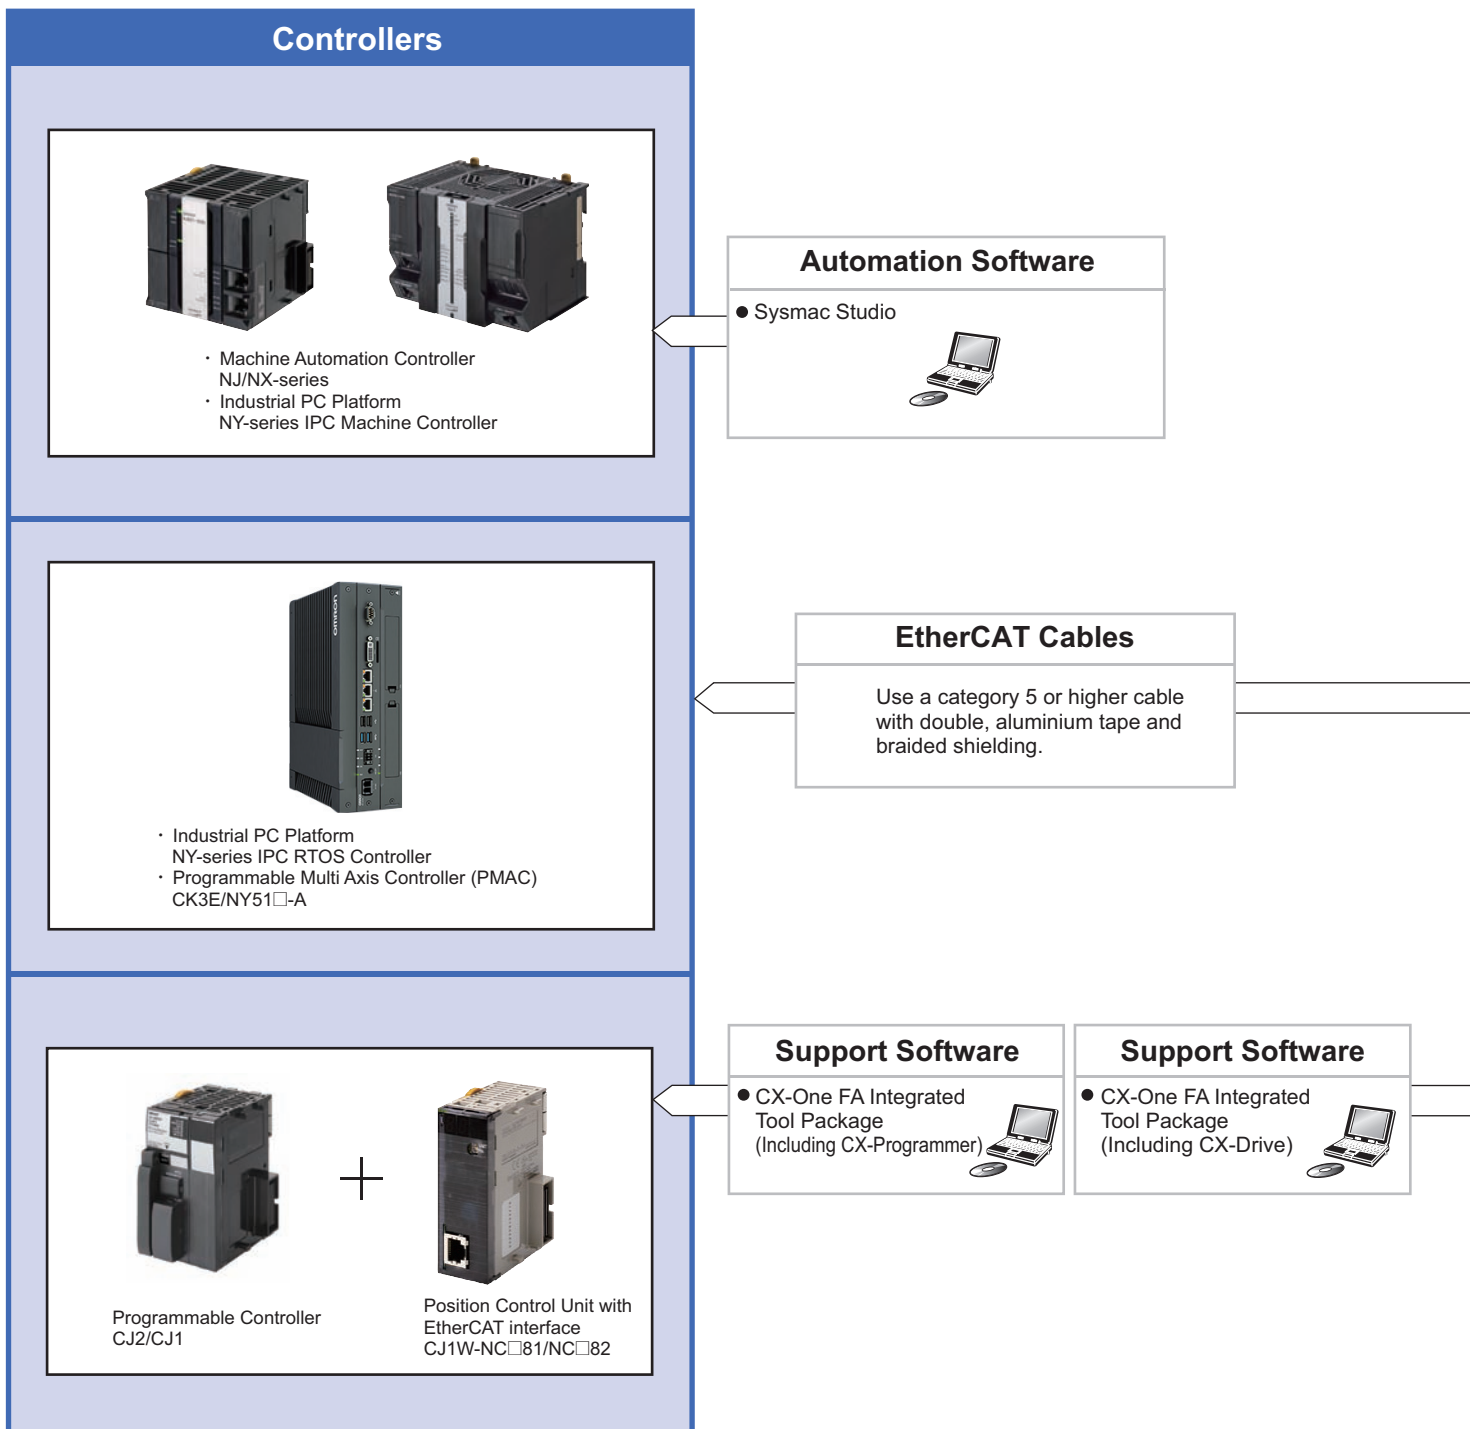 Controllers
· Machine Automation Controller
NJ/NX-series
· Industrial PC Platform
NY-series IPC Machine Controller
Automation Software
● Sysmac Studio
omron
· Industrial PC Platform
NY-series IPC RTOS Controller
· Programmable Multi Axis Controller (PMAC)
CK3E/NY51□-A
EtherCAT Cables
Use a category 5 or higher cable
with double, aluminium tape and
braided shielding.
Programmable Controller
CJ2/CJ1
Position Control Unit with
EtherCAT interface
CJ1W-NC□81/NC□82
Support Software
● CX-One FA Integrated
Tool Package
(Including CX-Programmer)
Support Software
● CX-One FA Integrated
Tool Package
(Including CX-Drive)